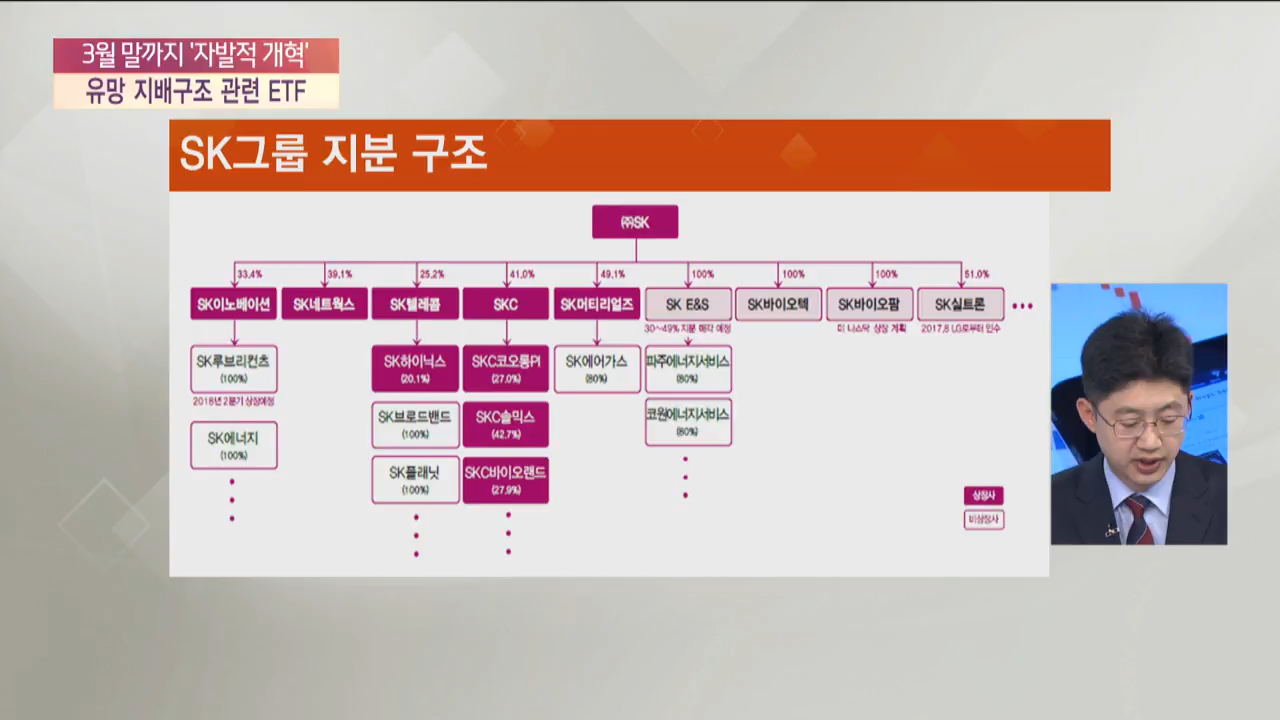 3월 말까지 '자발적 개혁'
유망 지배구조 관련 ETF
SK그룹 지분 구조
㈜SK
33.4% 39.1% 25.2% 41.0% 49.1% 100% 100% 100% 51.0%
SK이노베이션 SK네트웍스 SK텔레콤 SKC SK머티리얼즈 SK E&S SK바이오텍 SK바이오팜 SK실트론
30~49% 지분 매각 예정 미 나스닥 상장 계획 2017.8 LG로부터 인수
SK루브리컨츠 SK하이닉스 SKC코오롱PI SK에어가스 파주에너지서비스
(100%) (20.1%) (27.0%) (80%) (80%)
2018년 2분기 상장예정
SK브로드밴드 SKC솔믹스 코원에너지서비스
(100%) (42.7%) (80%)
SK에너지
(100%)
SK플래닛 SKC바이오랜드
(100%) (27.9%)
상장사
비상장사